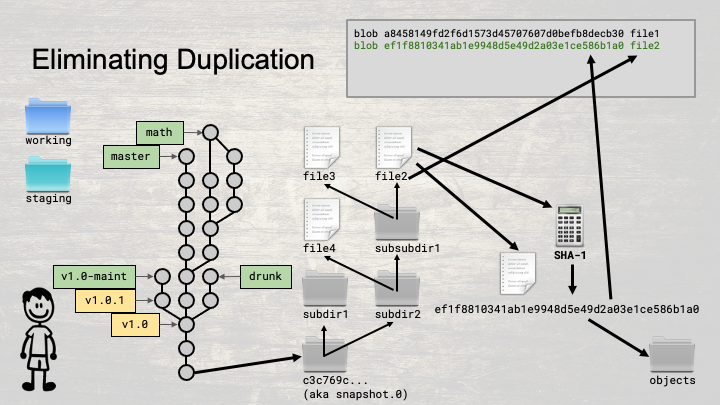 Eliminating Duplication
blob a8458149fd2f6d1573d45707607d0befb8decb30 file1
blob ef1f8810341ab1e9948d5e49d2a03e1ce586b1a0 file2
working
staging
math
master
v1.0-maint
v1.0.1
v1.0
drunk
file3
file2
file4
subsubdir1
subdir1
subdir2
c3c769c...
(aka snapshot.0)
SHA-1
ef1f8810341ab1e9948d5e49d2a03e1ce586b1a0
objects